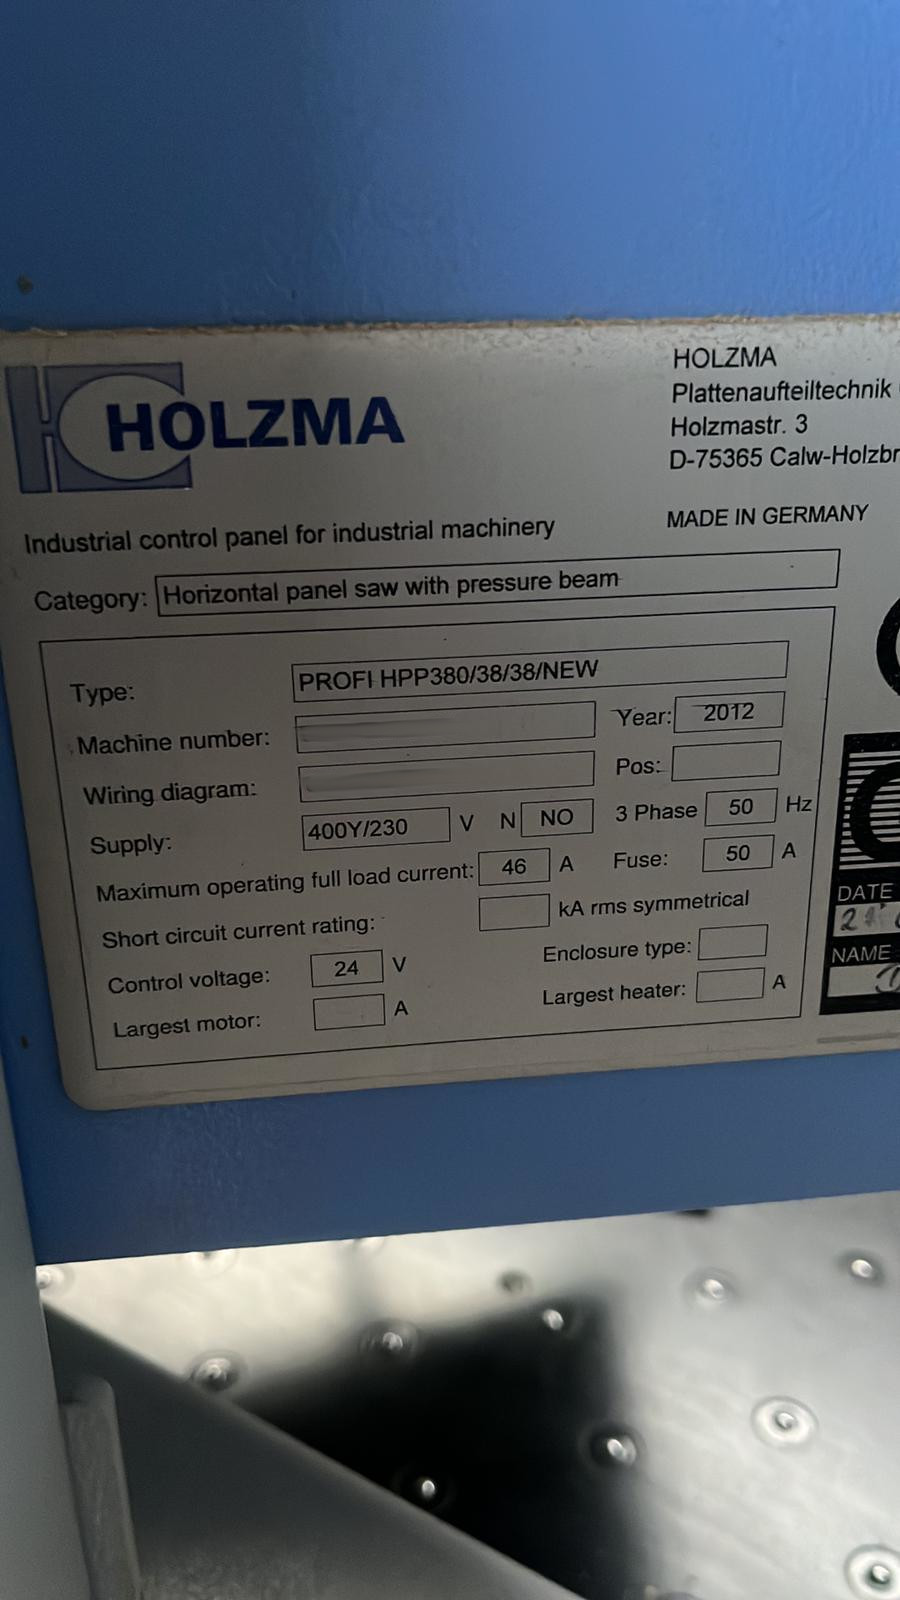 HOLZMA
HOLZMA
Plattenaufteiltechnik
Holzmastr. 3
D-75365 Calw-Holzbr
MADE IN GERMANY
Industrial control panel for industrial machinery
Category: Horizontal panel saw with pressure beam
Type: PROFI HPP380/38/38/NEW
Machine number:
Year: 2012
Wiring diagram:
Pos:
Supply: 400Y/230 V N NO 3 Phase 50 Hz
Maximum operating full load current: 46 A Fuse: 50 A
Short circuit current rating: kA rms symmetrical
Control voltage: 24 V Enclosure type:
Largest motor: A Largest heater: A
DATE
NAME